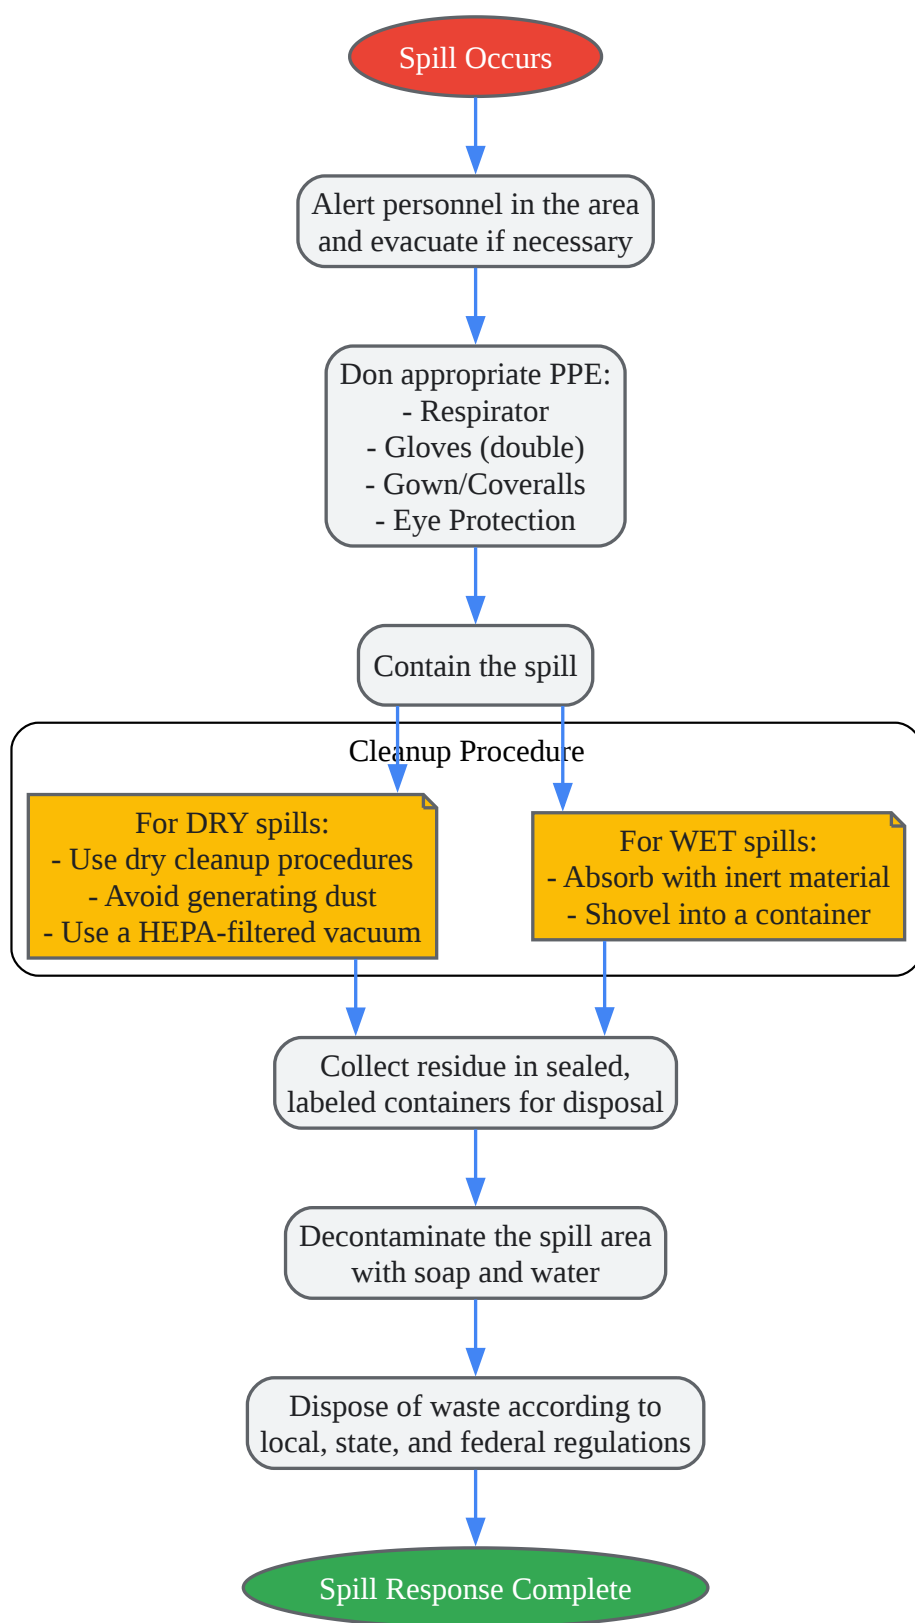 Spill Occurs
Alert personnel in the area
and evacuate if necessary
Don appropriate PPE:
- Respirator
- Gloves (double)
- Gown/Coveralls
- Eye Protection
Contain the spill
Cleanup Procedure
For DRY spills:
- Use dry cleanup procedures
- Avoid generating dust
- Use a HEPA-filtered vacuum
For WET spills:
- Absorb with inert material
- Shovel into a container
Collect residue in sealed,
labeled containers for disposal
Decontaminate the spill area
with soap and water
Dispose of waste according to
local, state, and federal regulations
Spill Response Complete